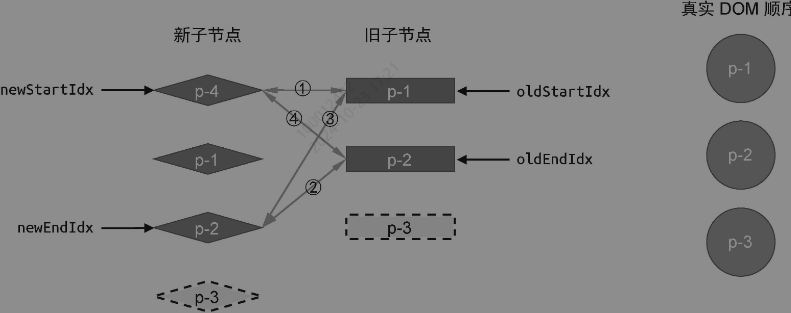 真实 DOM 顺序
新子节点
旧子节点
newStartIdx
p-4
①
p-1
oldStartIdx
p-1
④
③
p-1
p-2
oldEndIdx
p-2
②
newEndIdx
p-2
p-3
p-3
p-3